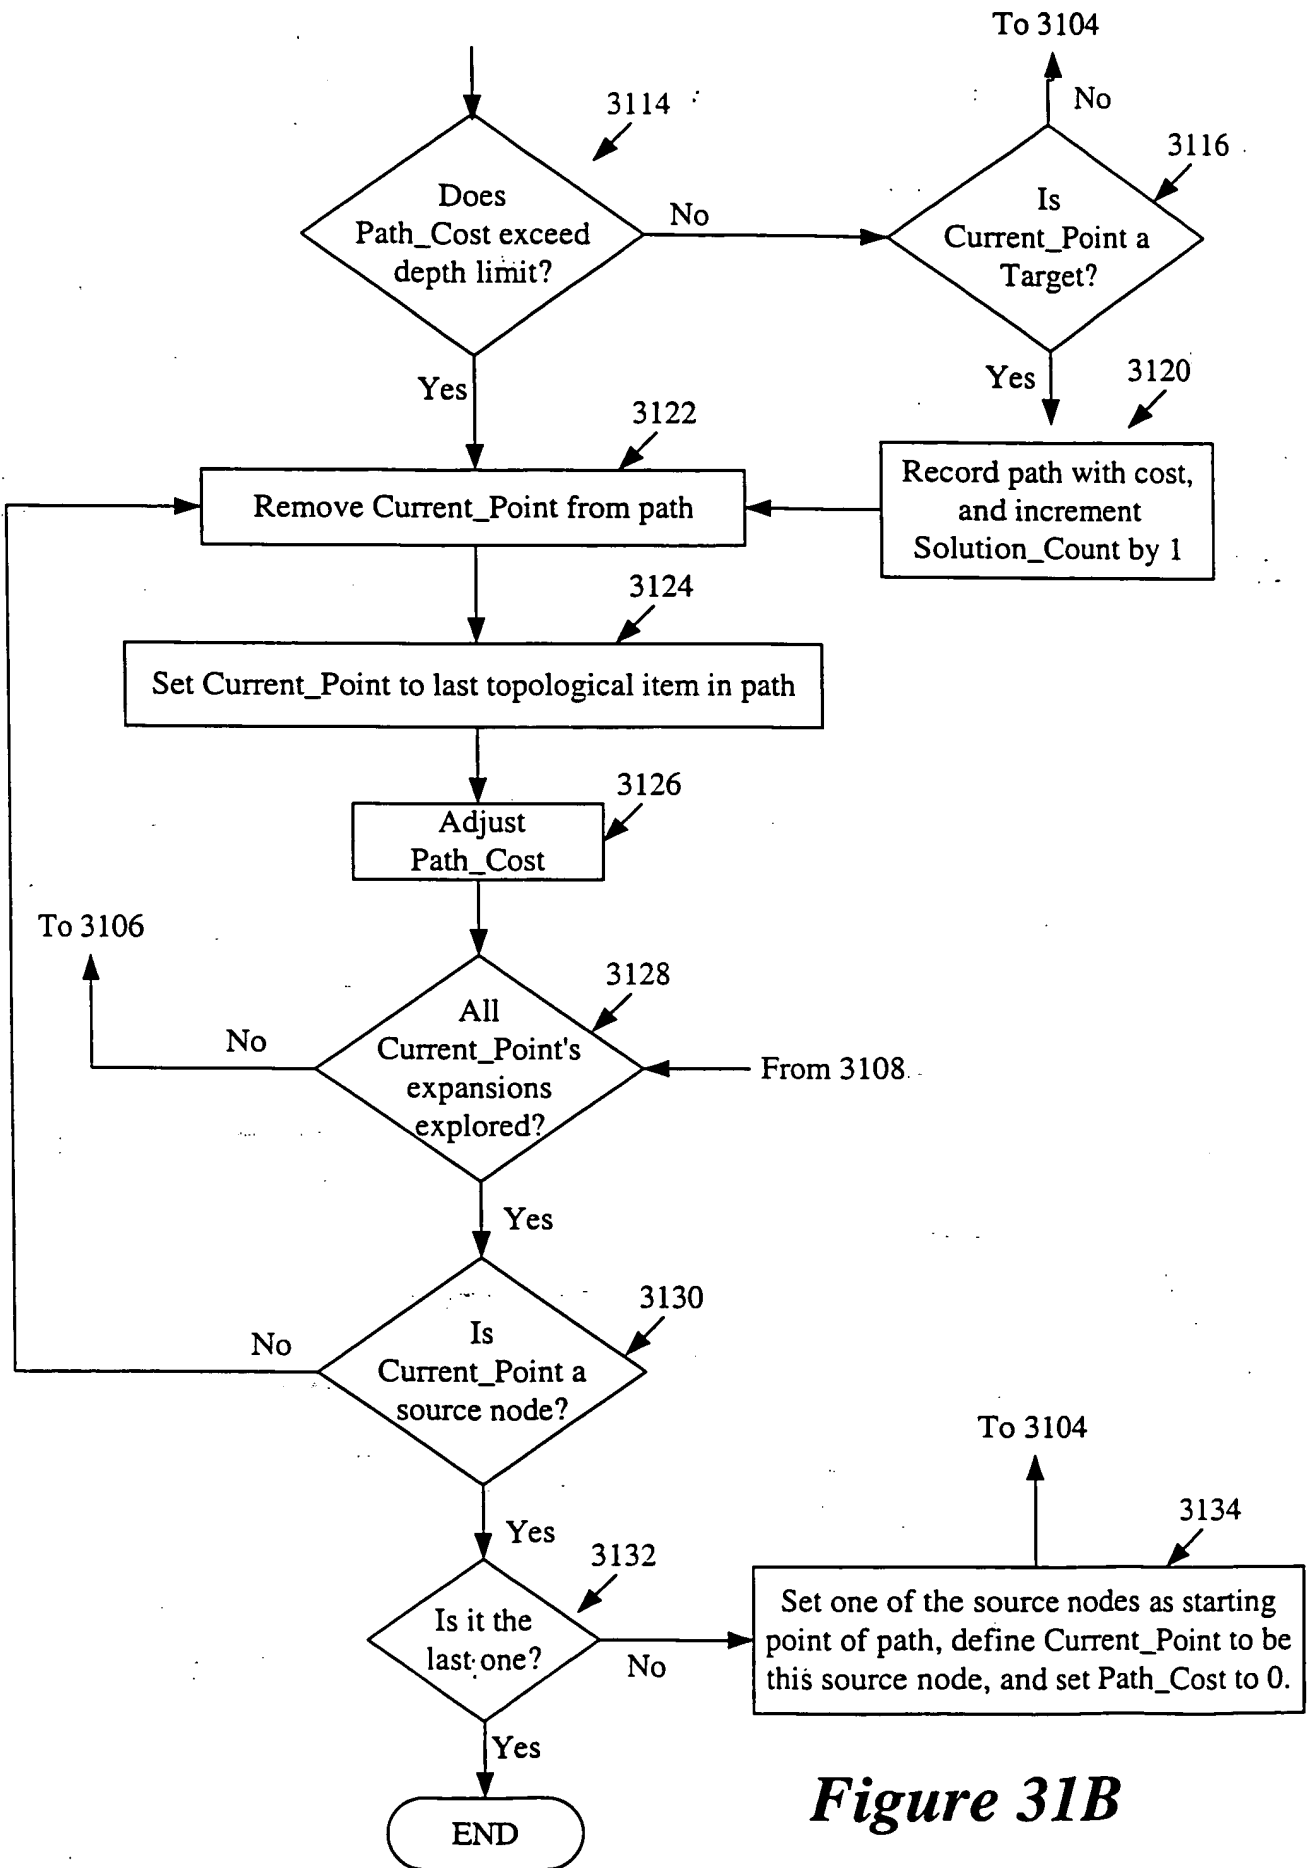 To 3104
No
3114
3116
Does
Path_Cost exceed
depth limit?
No
Is
Current_Point a
Target?
Yes
Yes
3120
3122
Record path with cost,
and increment
Solution_Count by 1
Remove Current_Point from path
3124
Set Current_Point to last topological item in path
3126
Adjust
Path_Cost
To 3106
3128
All
Current_Point's
expansions
explored?
No
From 3108
Yes
3130
No
Is
Current_Point a
source node?
To 3104
3134
Yes
3132
Is it the
last one?
No
Set one of the source nodes as starting
point of path, define Current_Point to be
this source node, and set Path_Cost to 0.
Yes
END
Figure 31B